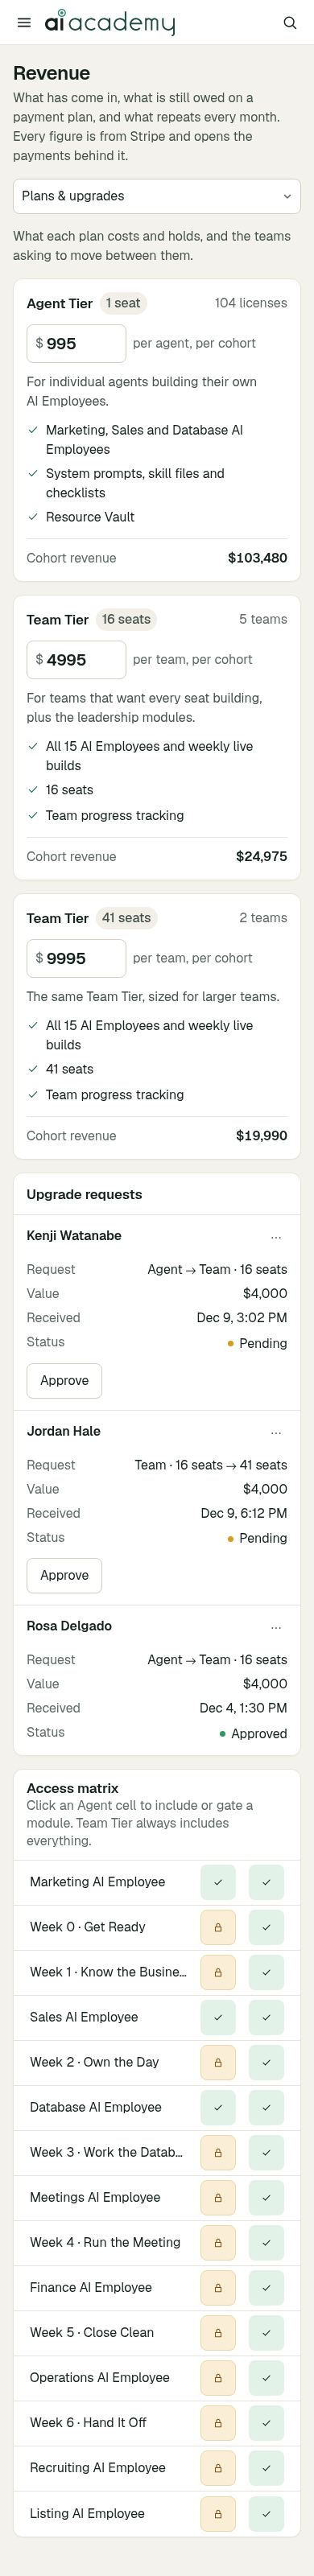 ai academy
Revenue
What has come in, what is still owed on a
payment plan, and what repeats every month.
Every figure is from Stripe and opens the
payments behind it.
Plans & upgrades
What each plan costs and holds, and the teams
asking to move between them.
Agent Tier 1 seat 104 licenses
$ 995 per agent, per cohort
For individual agents building their own
AI Employees.
Marketing, Sales and Database AI
Employees
System prompts, skill files and
checklists
Resource Vault
Cohort revenue $103,480
Team Tier 16 seats 5 teams
$ 4995 per team, per cohort
For teams that want every seat building,
plus the leadership modules.
All 15 AI Employees and weekly live
builds
16 seats
Team progress tracking
Cohort revenue $24,975
Team Tier 41 seats 2 teams
$ 9995 per team, per cohort
The same Team Tier, sized for larger teams.
All 15 AI Employees and weekly live
builds
41 seats
Team progress tracking
Cohort revenue $19,990
Upgrade requests
Kenji Watanabe ...
Request Agent → Team · 16 seats
Value $4,000
Received Dec 9, 3:02 PM
Status Pending
Approve
Jordan Hale ...
Request Team · 16 seats → 41 seats
Value $4,000
Received Dec 9, 6:12 PM
Status Pending
Approve
Rosa Delgado ...
Request Agent → Team · 16 seats
Value $4,000
Received Dec 4, 1:30 PM
Status Approved
Access matrix
Click an Agent cell to include or gate a
module. Team Tier always includes
everything.
Marketing AI Employee
Week 0 · Get Ready
Week 1 · Know the Busine...
Sales AI Employee
Week 2 · Own the Day
Database AI Employee
Week 3 · Work the Datab...
Meetings AI Employee
Week 4 · Run the Meeting
Finance AI Employee
Week 5 · Close Clean
Operations AI Employee
Week 6 · Hand It Off
Recruiting AI Employee
Listing AI Employee